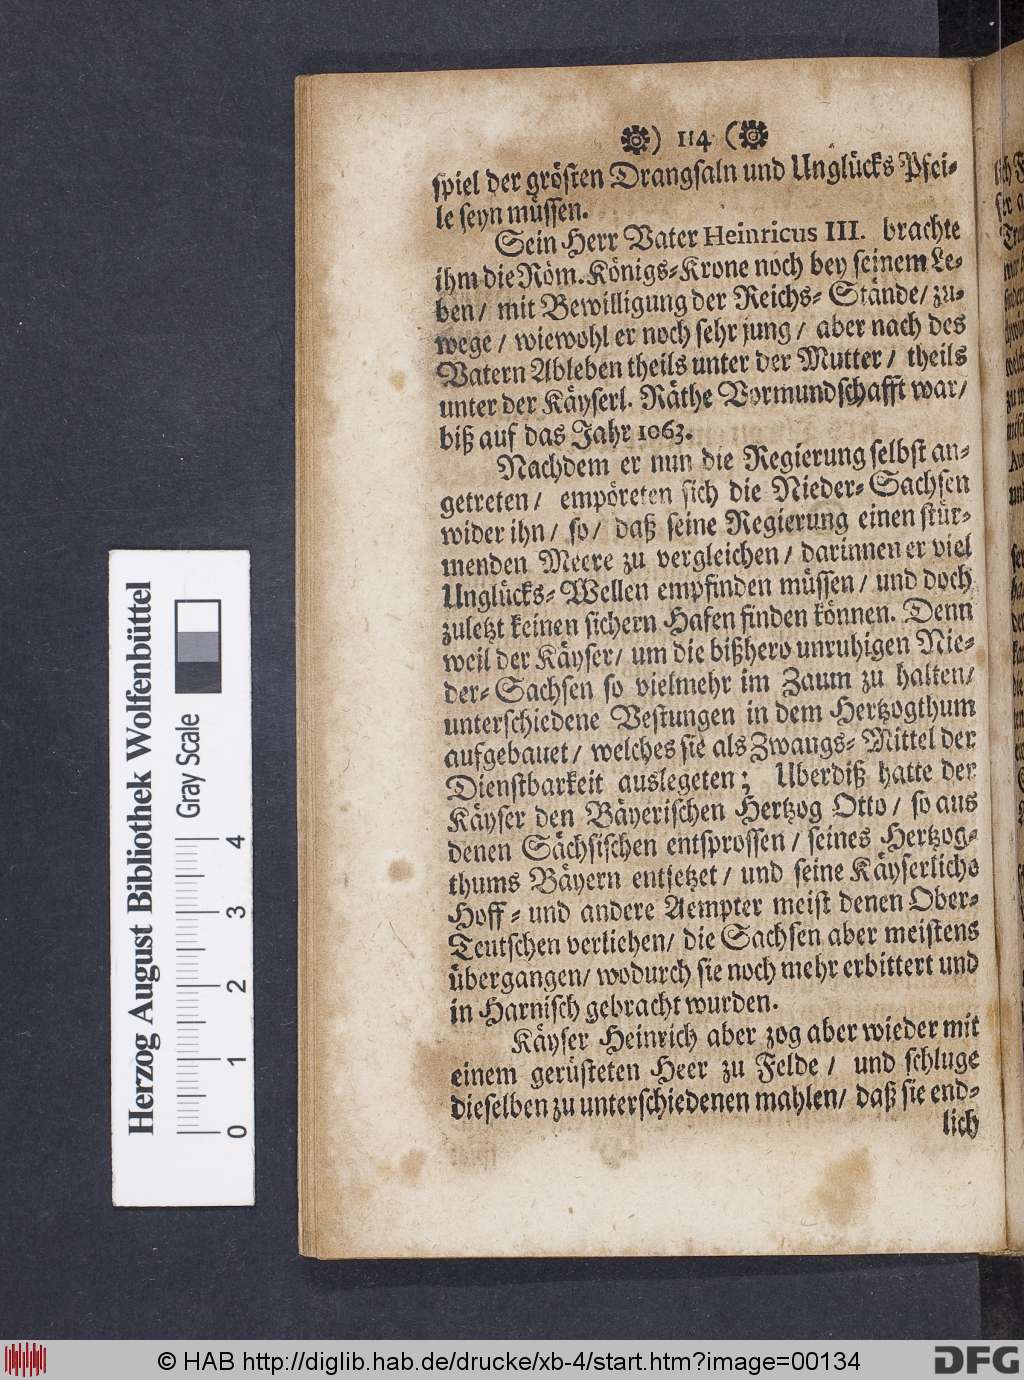 ) 114 (
spiel der grösten Drangsaln und Unglücks Pfei-
le seyn müssen.
Sein Herr Vater Heinricus III. brachte
ihm die Röm. Königs-Krone noch bey seinem Le-
ben/ mit Bewilligung der Reichs- Stände/ zu-
wege/ wiewohl er noch sehr jung/ aber nach des
Vatern Ableben theils unter der Mutter/ theils
unter der Käyserl. Räthe Vormundschafft war/
biß auf das Jahr 1063.
Nachdem er nun die Regierung selbst an-
getreten/ empöreten sich die Nieder-Sachsen
wider ihn/ so/ daß seine Regierung einen stür-
menden Meere zu vergleichen/ darinnen er viel
Unglücks-Wellen empfinden müssen/ und doch
zuletzt keinen sichern Hafen finden können. Denn
weil der Käyser/ um die bißhero unruhigen Nie-
der-Sachsen so vielmehr im Zaum zu halten/
unterschiedene Vestungen in dem Hertzogthum
aufgebauet/ welches sie als Zwangs-Mittel der
Dienstbarkeit auslegeten; Uberdiß hatte der
Käyser den Bäyerischen Hertzog Otto/ so aus
denen Sächsischen entsprossen/ seines Hertzog-
thums Bäyern entsetzet/ und seine Käyserliche
Hoff- und andere Aempter meist denen Ober-
Teutschen verliehen/ die Sachsen aber meistens
übergangen/ wodurch sie noch mehr erbittert und
in Harnisch gebracht wurden.
Käyser Heinrich aber zog aber wieder mit
einem gerüsteten Heer zu Felde/ und schluge
dieselben zu unterschiedenen mahlen/ daß sie end-
lich
Herzog August Bibliothek Wolfenbüttel
Gray Scale
0 1 2 3 4
© HAB http://diglib.hab.de/drucke/xb-4/start.htm?image=00134
DFG